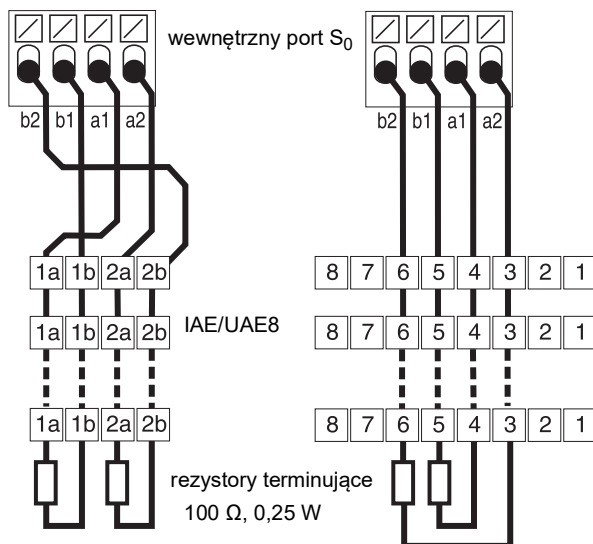 wewnętrzny port S0
b2 b1 a1 a2
b2 b1 a1 a2
1a 1b 2a 2b
8 7 6 5 4 3 2 1
1a 1b 2a 2b
IAE/UAE8
8 7 6 5 4 3 2 1
1a 1b 2a 2b
8 7 6 5 4 3 2 1
rezystory terminujące
100 Ω, 0,25 W